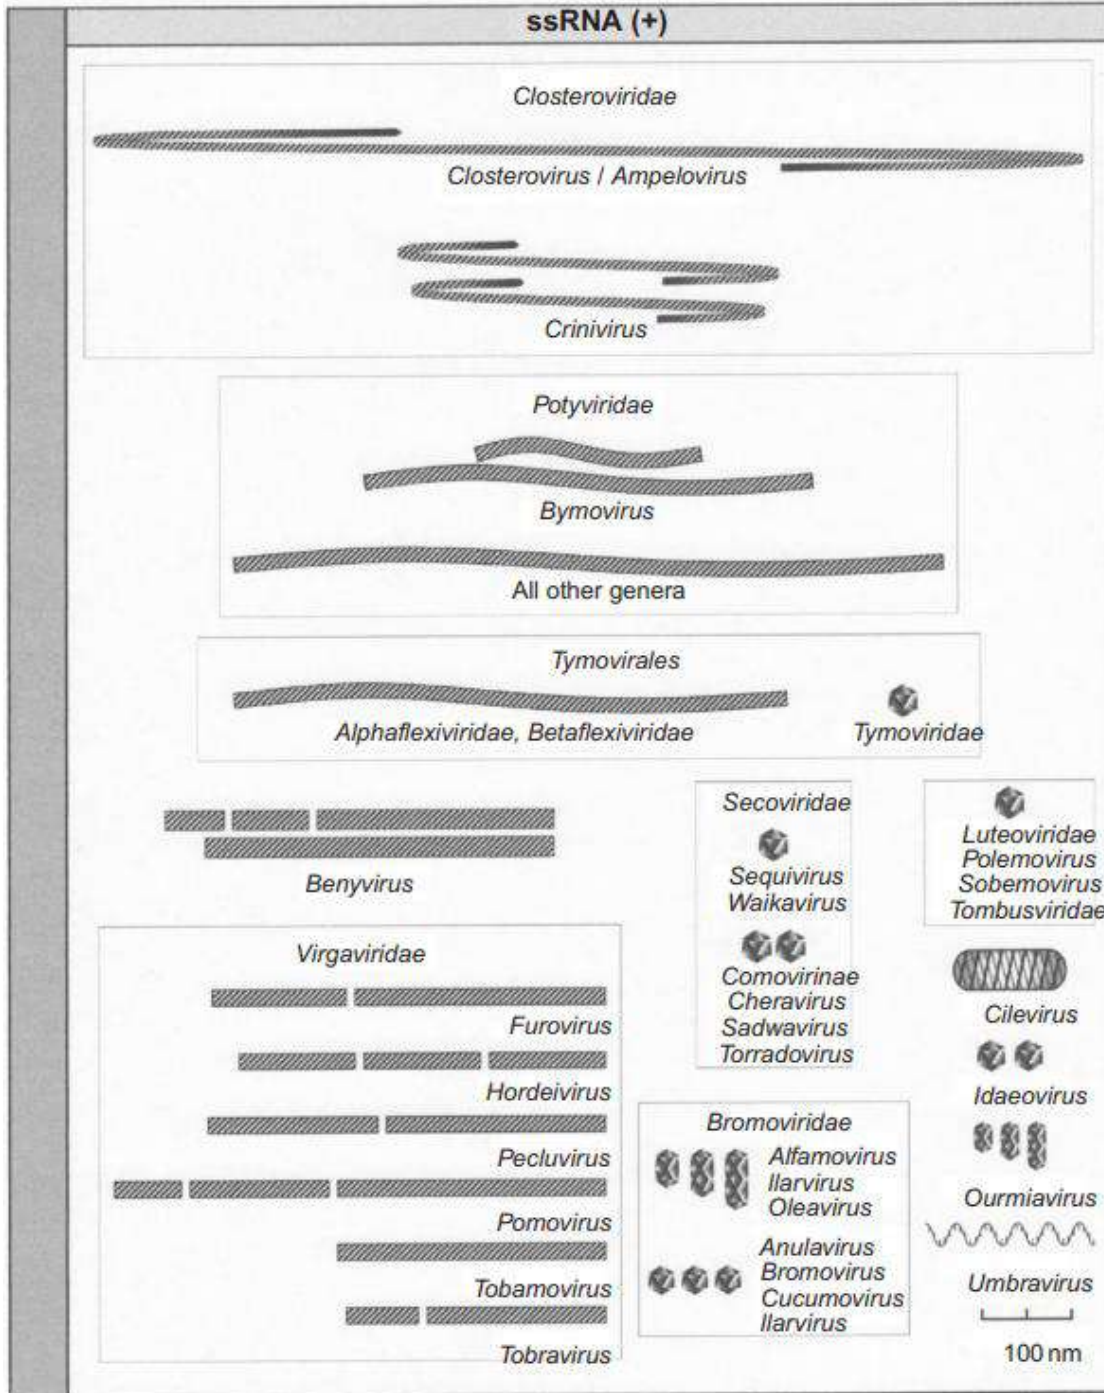 ssRNA (+)
Closteroviridae
Closterovirus / Ampelovirus
Crinivirus
Potyviridae
Bymovirus
All other genera
Tymovirales
Alphaflexiviridae, Betaflexiviridae
Tymoviridae
Benyvirus
Virgaviridae
Furovirus
Hordeivirus
Pecluvirus
Pomovirus
Tobamovirus
Tobravirus
Secoviridae
Sequivirus
Waikavirus
Comovirinae
Cheravirus
Sadwavirus
Torradovirus
Bromoviridae
Alfamovirus
Ilarvirus
Oleavirus
Anulavirus
Bromovirus
Cucumovirus
Ilarvirus
Luteoviridae
Polemovirus
Sobemovirus
Tombusviridae
Cilevirus
Idaeovirus
Ourmiavirus
Umbravirus
100 nm